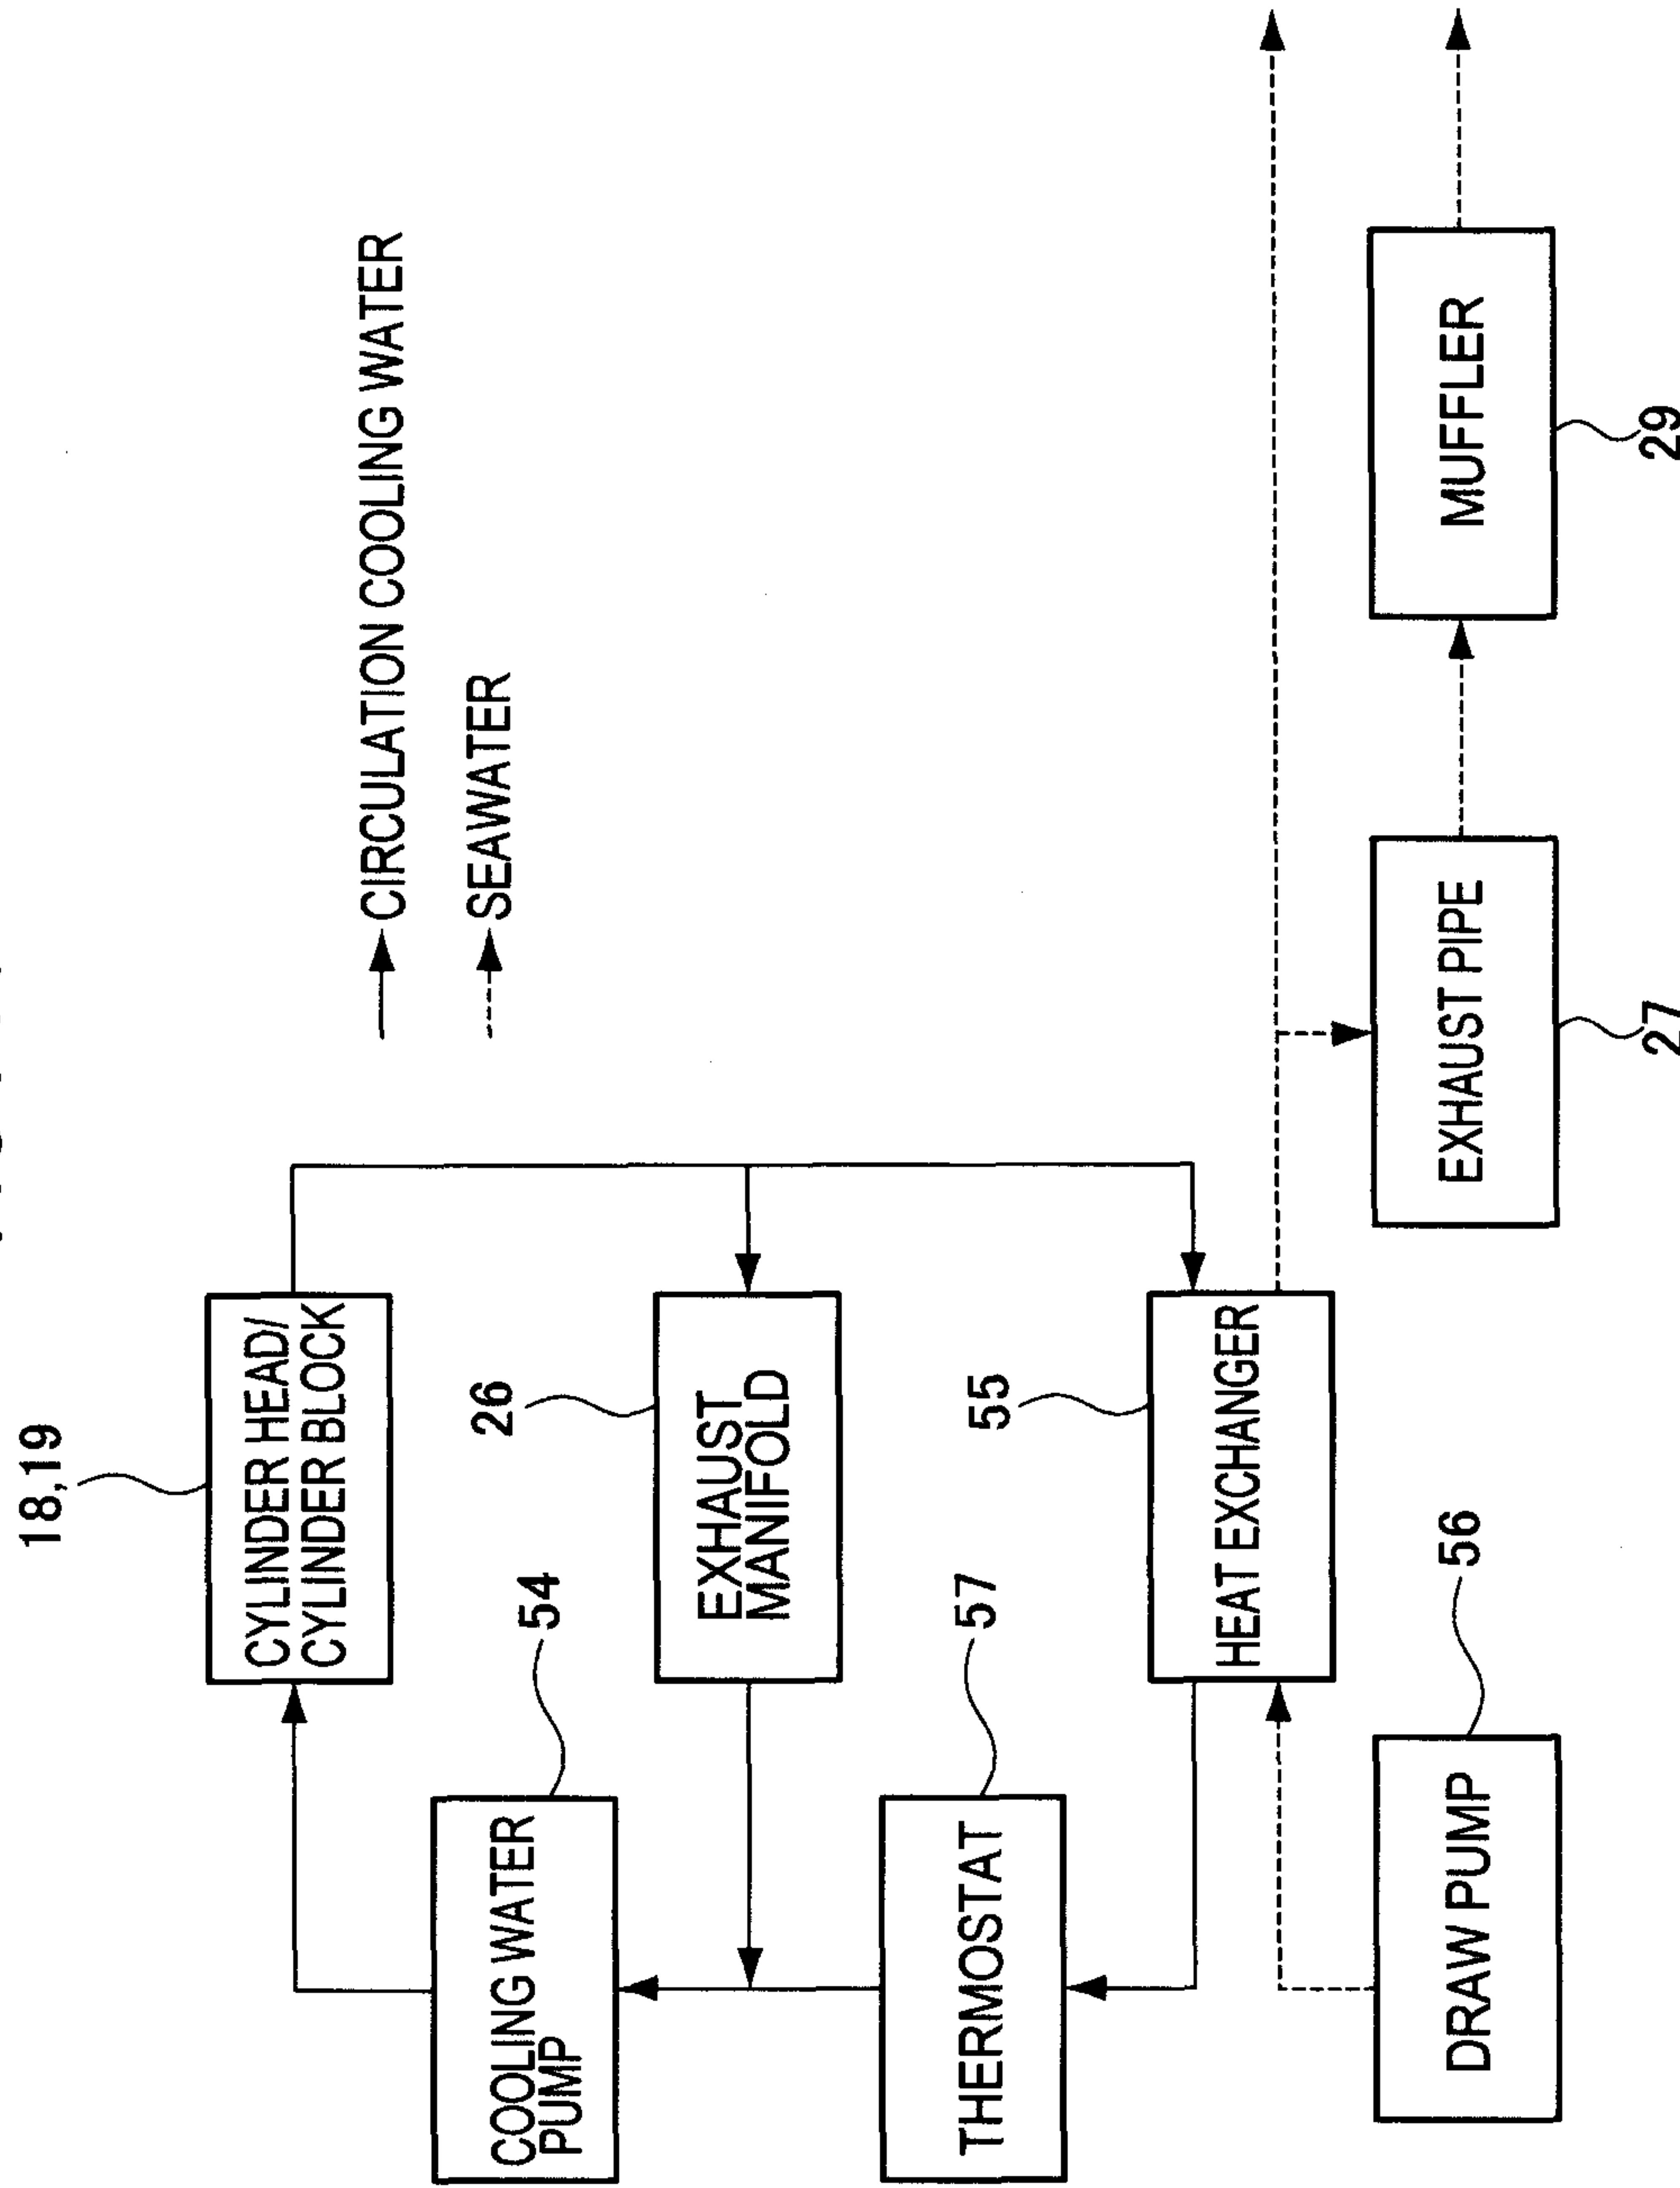 18,19
CYLINDER HEAD/
CYLINDER BLOCK
CIRCULATION COOLING WATER
SEAWATER
54
COOLING WATER
PUMP
26
EXHAUST
MANIFOLD
57
THERMOSTAT
55
HEAT EXCHANGER
56
DRAW PUMP
EXHAUST PIPE
27
MUFFLER
29